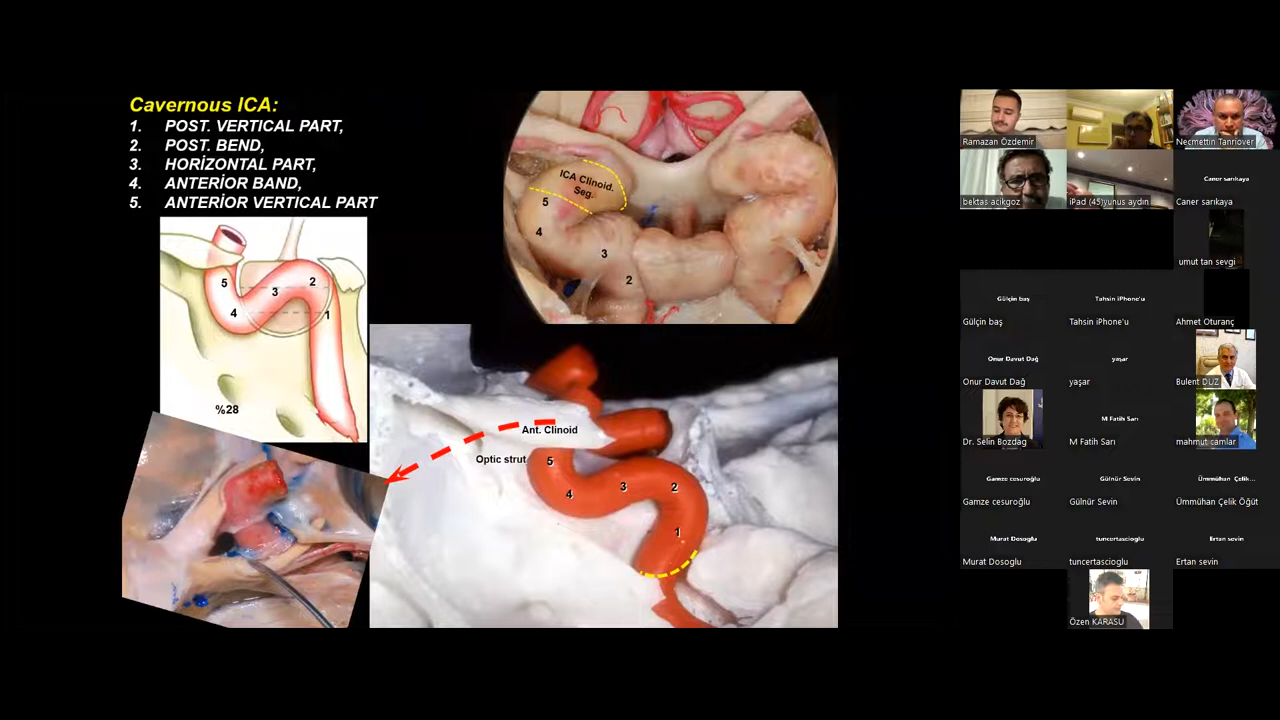 Cavernous ICA:
1. POST. VERTICAL PART,
2. POST. BEND,
3. HORİZONTAL PART,
4. ANTERİOR BAND,
5. ANTERİOR VERTICAL PART
5
2
3
4
1
%28
ICA Clinoid.
Seg.
5
4
3
2
Ant. Clinoid
Optic strut
5
4
3
2
1
Ramazan Özdemir
Necmettin Tanriover
bektas acikgoz
iPad (45)yunus aydın
Caner sarıkaya
Caner sarıkaya
umut tan sevgi
Gülçin baş
Tahsin iPhone'u
Gülçin baş
Tahsin iPhone'u
Ahmet Oturanç
Onur Davut Dağ
yaşar
Onur Davut Dağ
yaşar
Bulent DUZ
M Fatih Sarı
Dr. Selin Bozdag
M Fatih Sarı
mahmut camlar
Gamze cesuroğlu
Gülnür Sevin
Ümmühan Çelik...
Gamze cesuroğlu
Gülnür Sevin
Ümmühan Çelik Öğüt
Murat Dosoglu
tuncertascioglu
Ertan sevin
Murat Dosoglu
tuncertascioglu
Ertan sevin
Özen KARASU